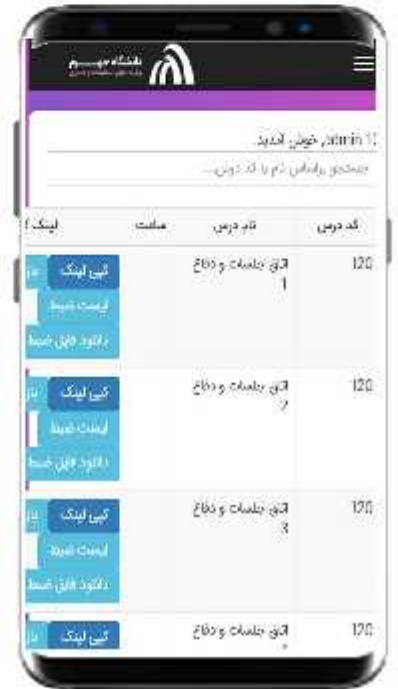 دانشگاه جهـــرم
admin 1!، خوش آمدید.
جستجو براساس نام یا کد درس...
کد درس نام درس ساعت لینک
120 اتاق جلسات و دفاع 1 کپی لینک
لیست ضبط
دانلود فایل ضبط
120 اتاق جلسات و دفاع 2 کپی لینک
لیست ضبط
دانلود فایل ضبط
120 اتاق جلسات و دفاع 3 کپی لینک
لیست ضبط
دانلود فایل ضبط
120 اتاق جلسات و دفاع کپی لینک